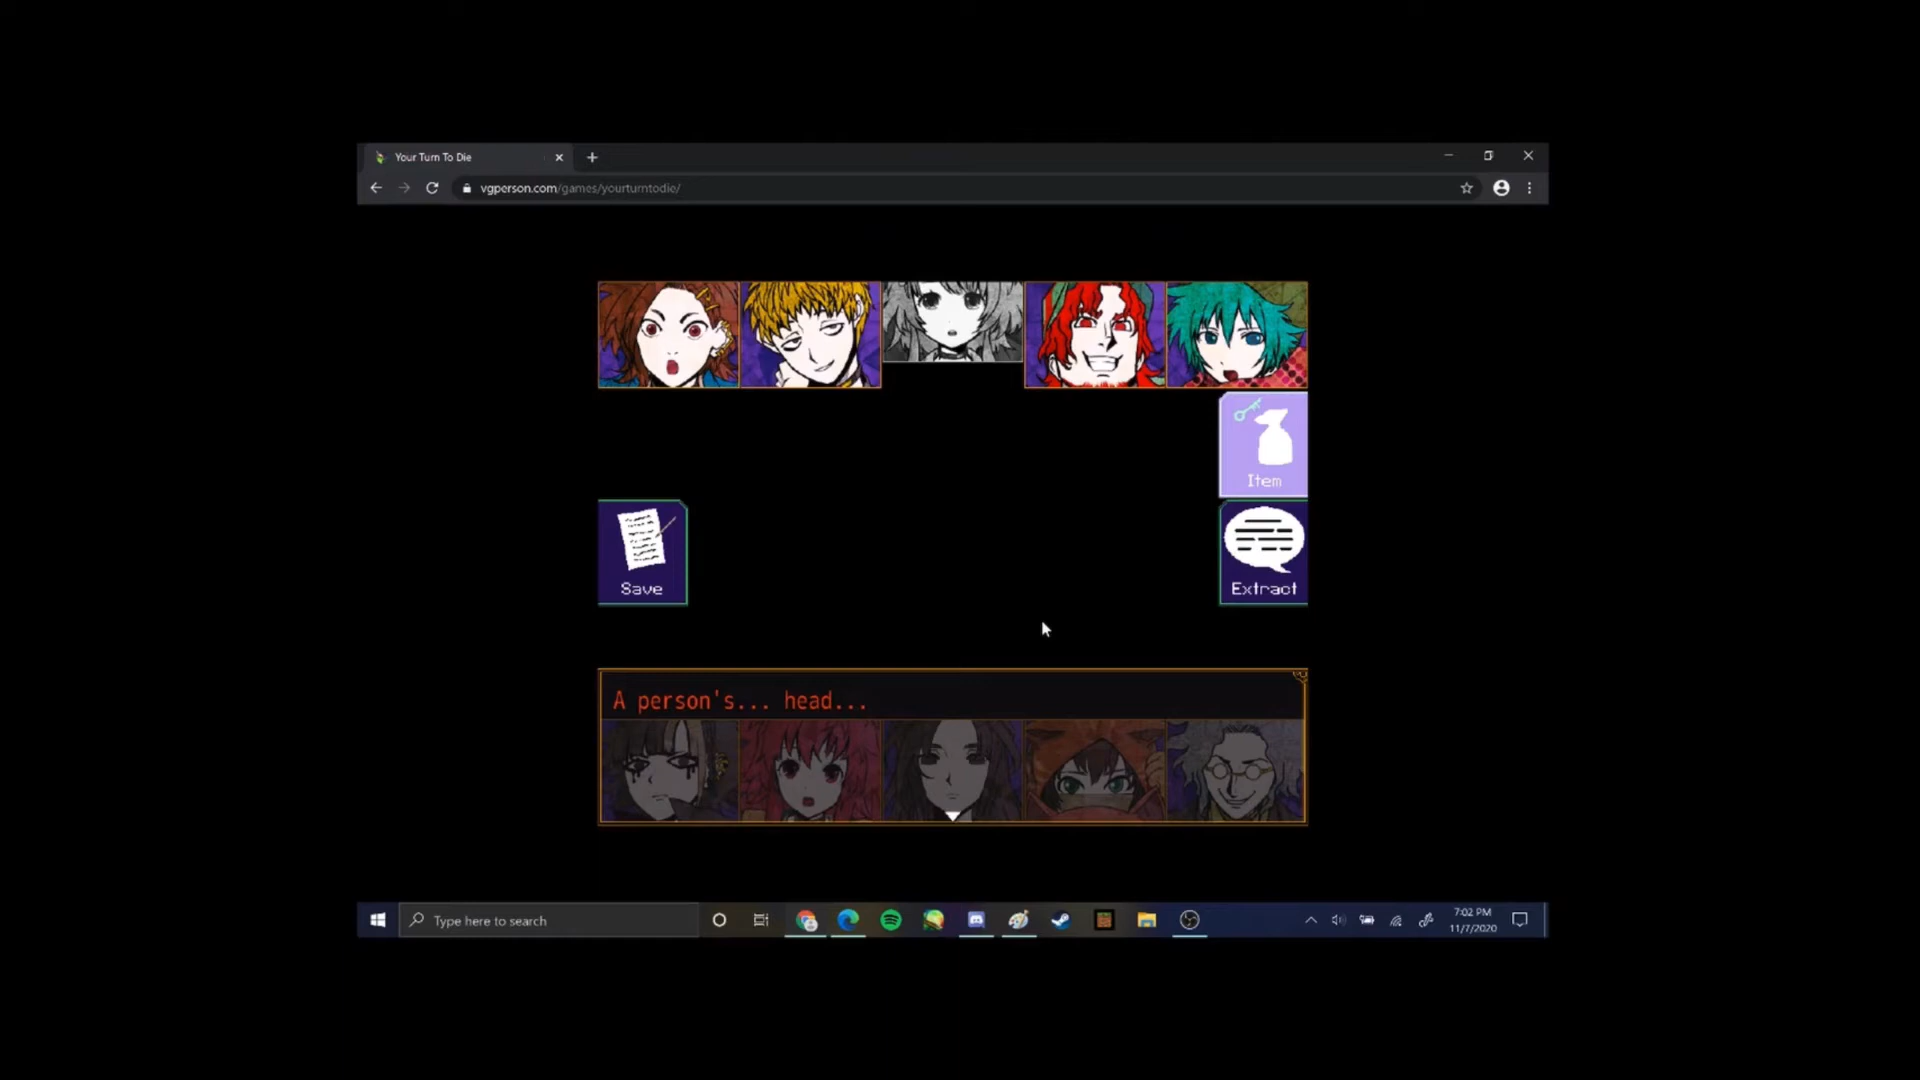 Your Turn To Die
vgperson.com/games/yourturntodie/
Item
Save
Extract
A person's... head...
Type here to search
7:02 PM
11/7/2020